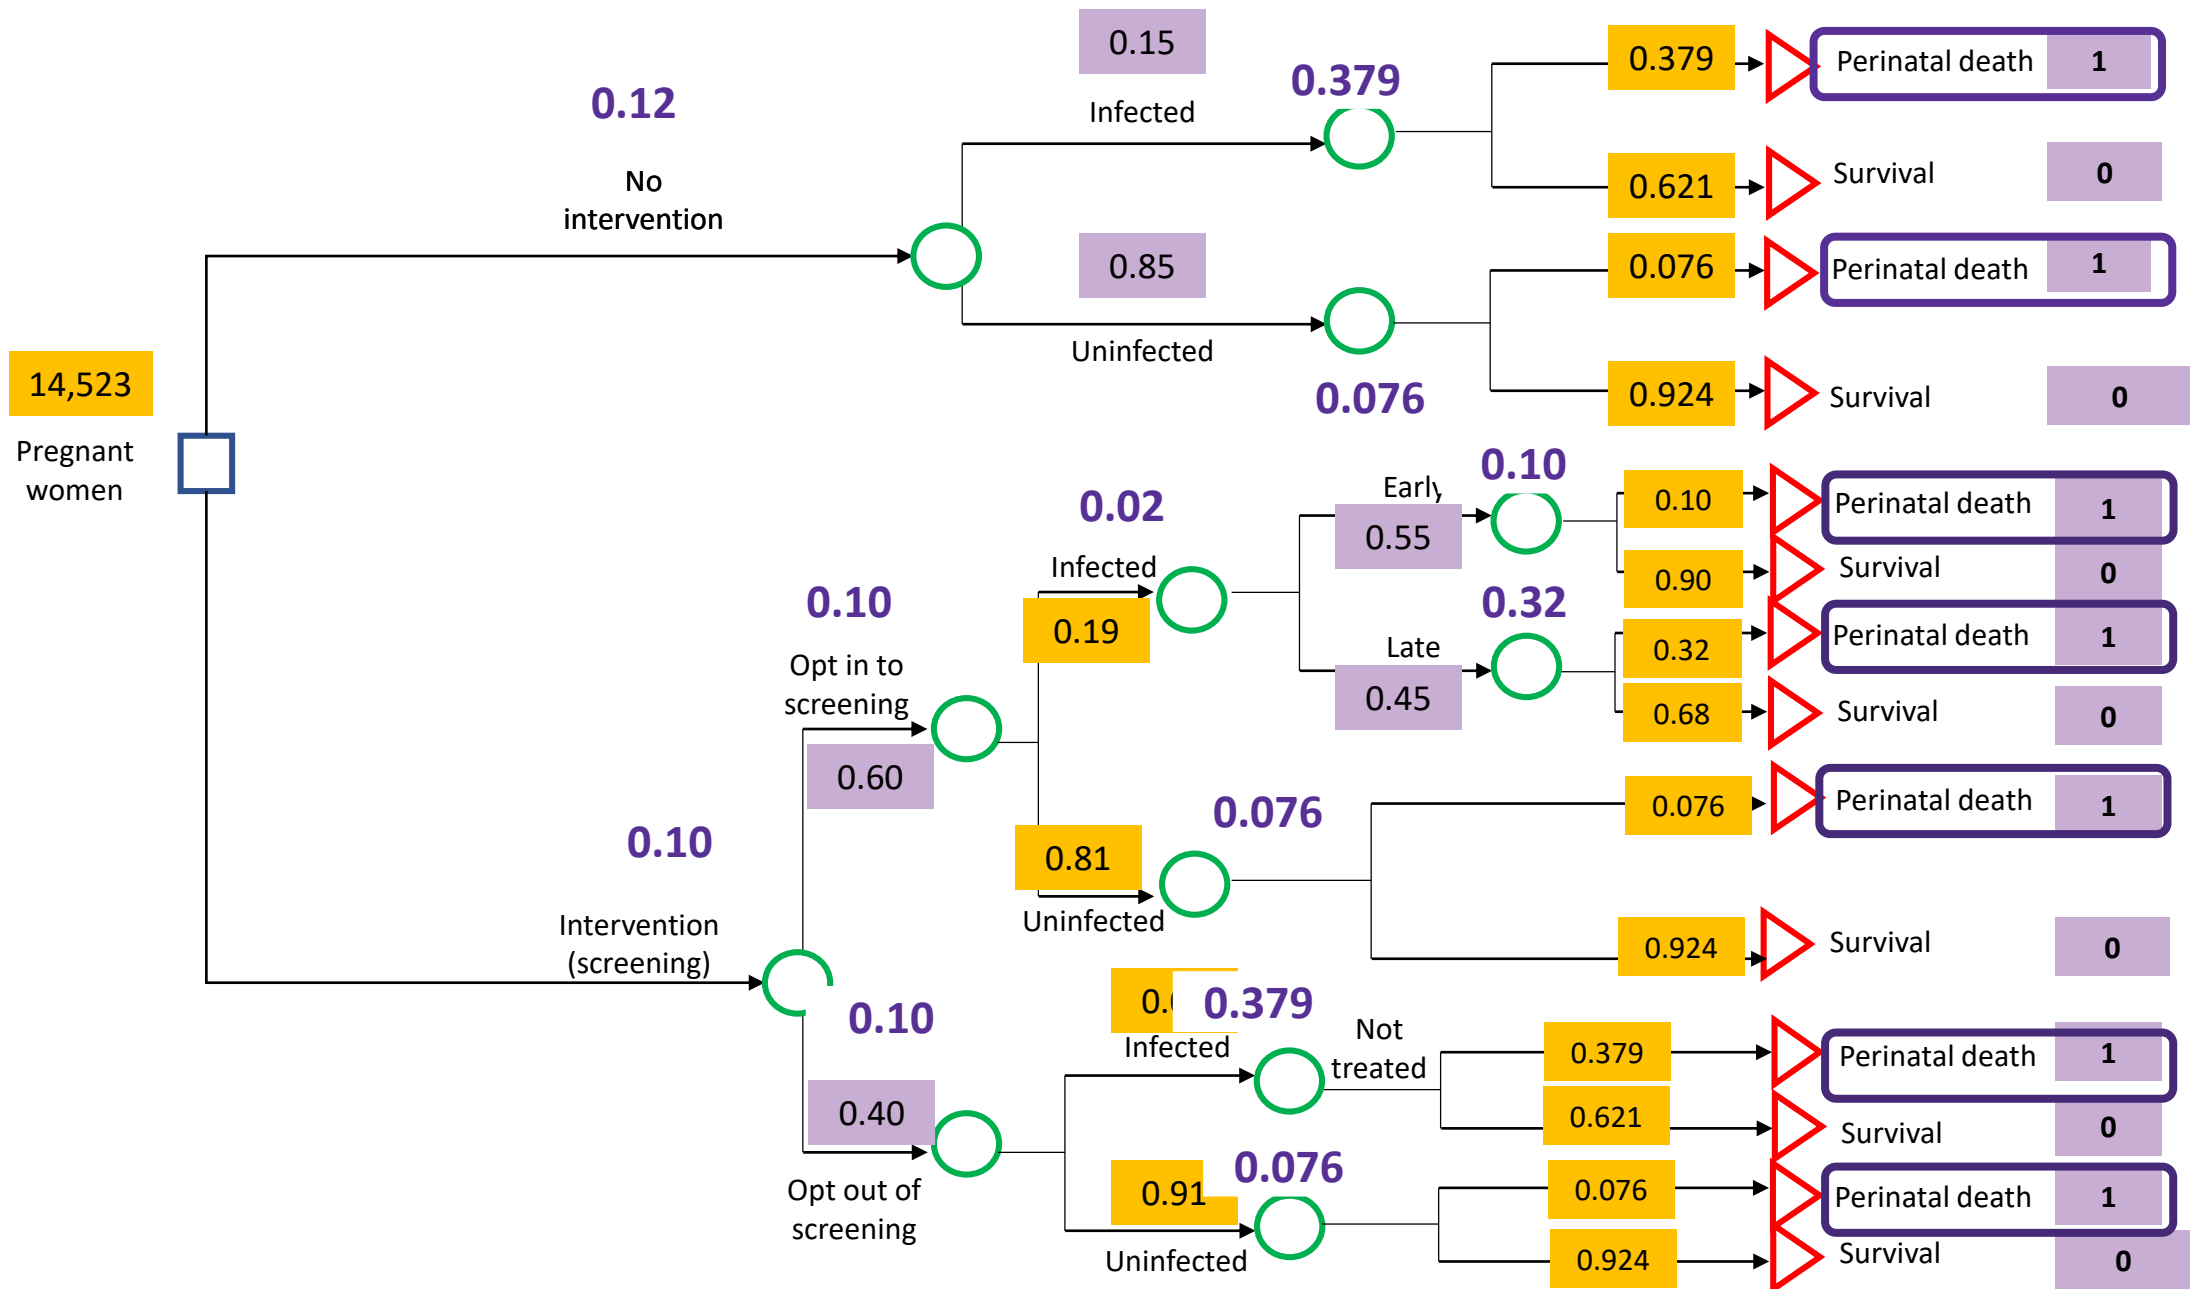 0.15
0.379
Perinatal death 1
0.12
0.379
Infected
No
intervention
0.621
Survival 0
0.85
0.076
Perinatal death 1
Uninfected
0.076
0.924
Survival 0
14,523
Pregnant
women
Early
0.10
0.10
Perinatal death 1
0.02
0.55
Infected
0.90
Survival 0
0.10
0.19
0.32
0.32
Perinatal death 1
Opt in to
screening
Late
0.45
0.68
Survival 0
0.60
0.076
0.076
Perinatal death 1
0.10
0.81
Uninfected
Intervention
(screening)
0.924
Survival 0
0.10
0.379
Infected
Not
treated
0.379
Perinatal death 1
0.40
0.621
Survival 0
0.91
0.076
0.076
Perinatal death 1
Opt out of
screening
Uninfected
0.924
Survival 0